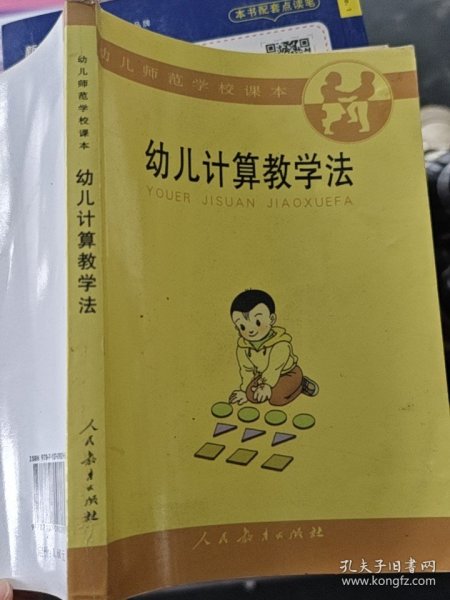 本书配套点读笔
幼儿师范学校课本
幼儿计算教学法
YOUER JISUAN JIAOXUEFA
人民教育出版社
幼儿师范学校课本
幼儿计算教学法
人民教育出版社
孔夫子旧书网
www.kongfz.com